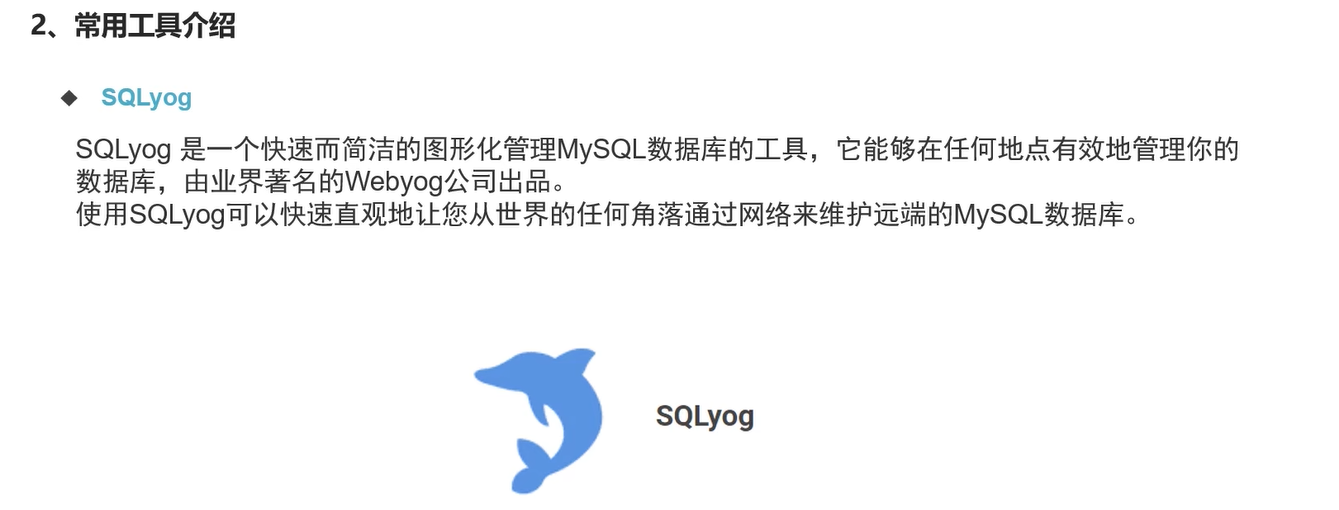 2、常用工具介绍
◆ SQLyog
SQLyog 是一个快速而简洁的图形化管理MySQL数据库的工具，它能够在任何地点有效地管理你的
数据库，由业界著名的Webyog公司出品。
使用SQLyog可以快速直观地让您从世界的任何角落通过网络来维护远端的MySQL数据库。
SQLyog